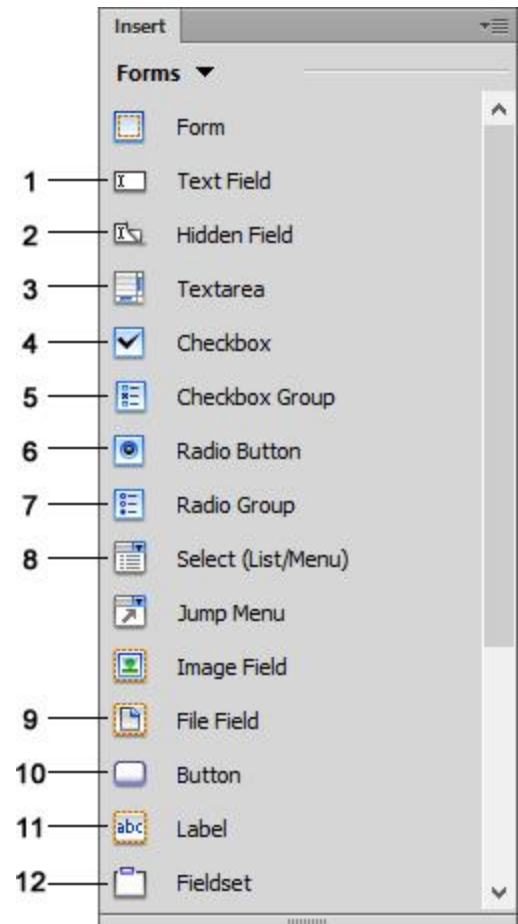 Insert
Forms
Form
1 Text Field
2 Hidden Field
3 Textarea
4 Checkbox
5 Checkbox Group
6 Radio Button
7 Radio Group
8 Select (List/Menu)
Jump Menu
Image Field
9 File Field
10 Button
11 abc Label
12 Fieldset